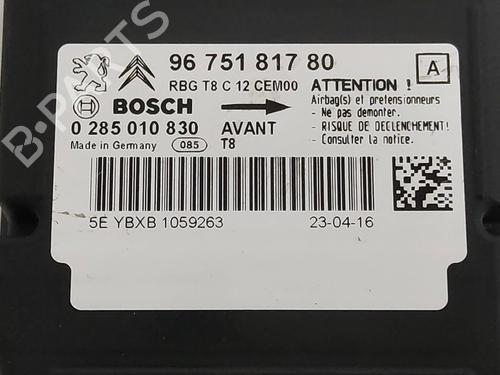 96 751 817 80
A
RBG T8 C 12 CEM00
ATTENTION !
BOSCH
Airbag(s) et pretensionneurs
- Ne pas demonter.
0 285 010 830 AVANT
- RISQUE DE DECLENCHEMENT!
Made in Germany 085 T8
- Consulter la notice.
5E YBXB 1059263 23-04-16
B-PARTS